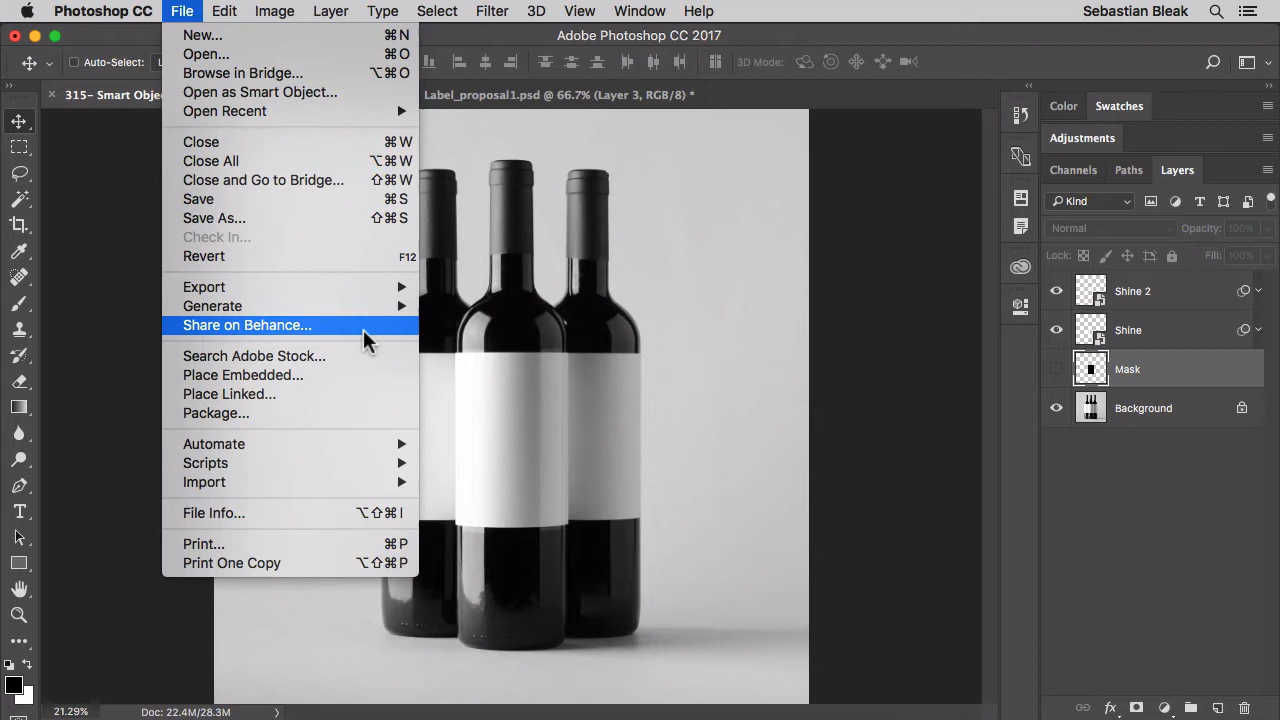 Photoshop CC File Edit Image Layer Type Select Filter 3D View Window Help Sebastian Bleak
Adobe Photoshop CC 2017
Auto-Select: 3D Mode:
315- Smart Obje Label_proposal1.psd @ 66.7% (Layer 3, RGB/8) *
New... ⌘N
Open... ⌘O
Browse in Bridge... ⌥⌘O
Open as Smart Object...
Open Recent
Close ⌘W
Close All ⌥⌘W
Close and Go to Bridge... ⇧⌘W
Save ⌘S
Save As... ⇧⌘S
Check In...
Revert F12
Export
Generate
Share on Behance...
Search Adobe Stock...
Place Embedded...
Place Linked...
Package...
Automate
Scripts
Import
File Info... ⌥⇧⌘I
Print... ⌘P
Print One Copy ⌥⇧⌘P
Color Swatches
Adjustments
Channels Paths Layers
Kind
Normal Opacity: 100%
Lock: Fill: 100%
Shine 2
Shine
Mask
Background
fx
21.29% Doc: 22.4M/28.3M